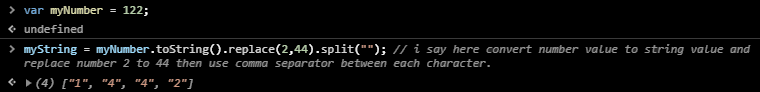 > var myNumber = 122;
< undefined
> myString = myNumber.toString().replace(2,44).split(""); // i say here convert number value to string value and
replace number 2 to 44 then use comma separator between each character.
< ▶(4) ["1", "4", "4", "2"]